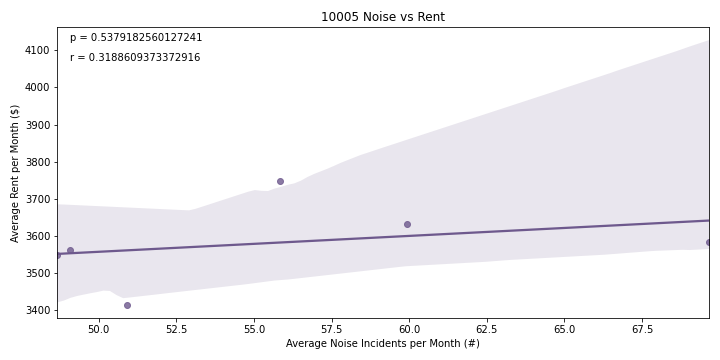 10005 Noise vs Rent
p = 0.5379182560127241
r = 0.3188609373372916
4100
4000
3900
3800
3700
3600
3500
3400
Average Rent per Month ($)
50.0 52.5 55.0 57.5 60.0 62.5 65.0 67.5
Average Noise Incidents per Month (#)